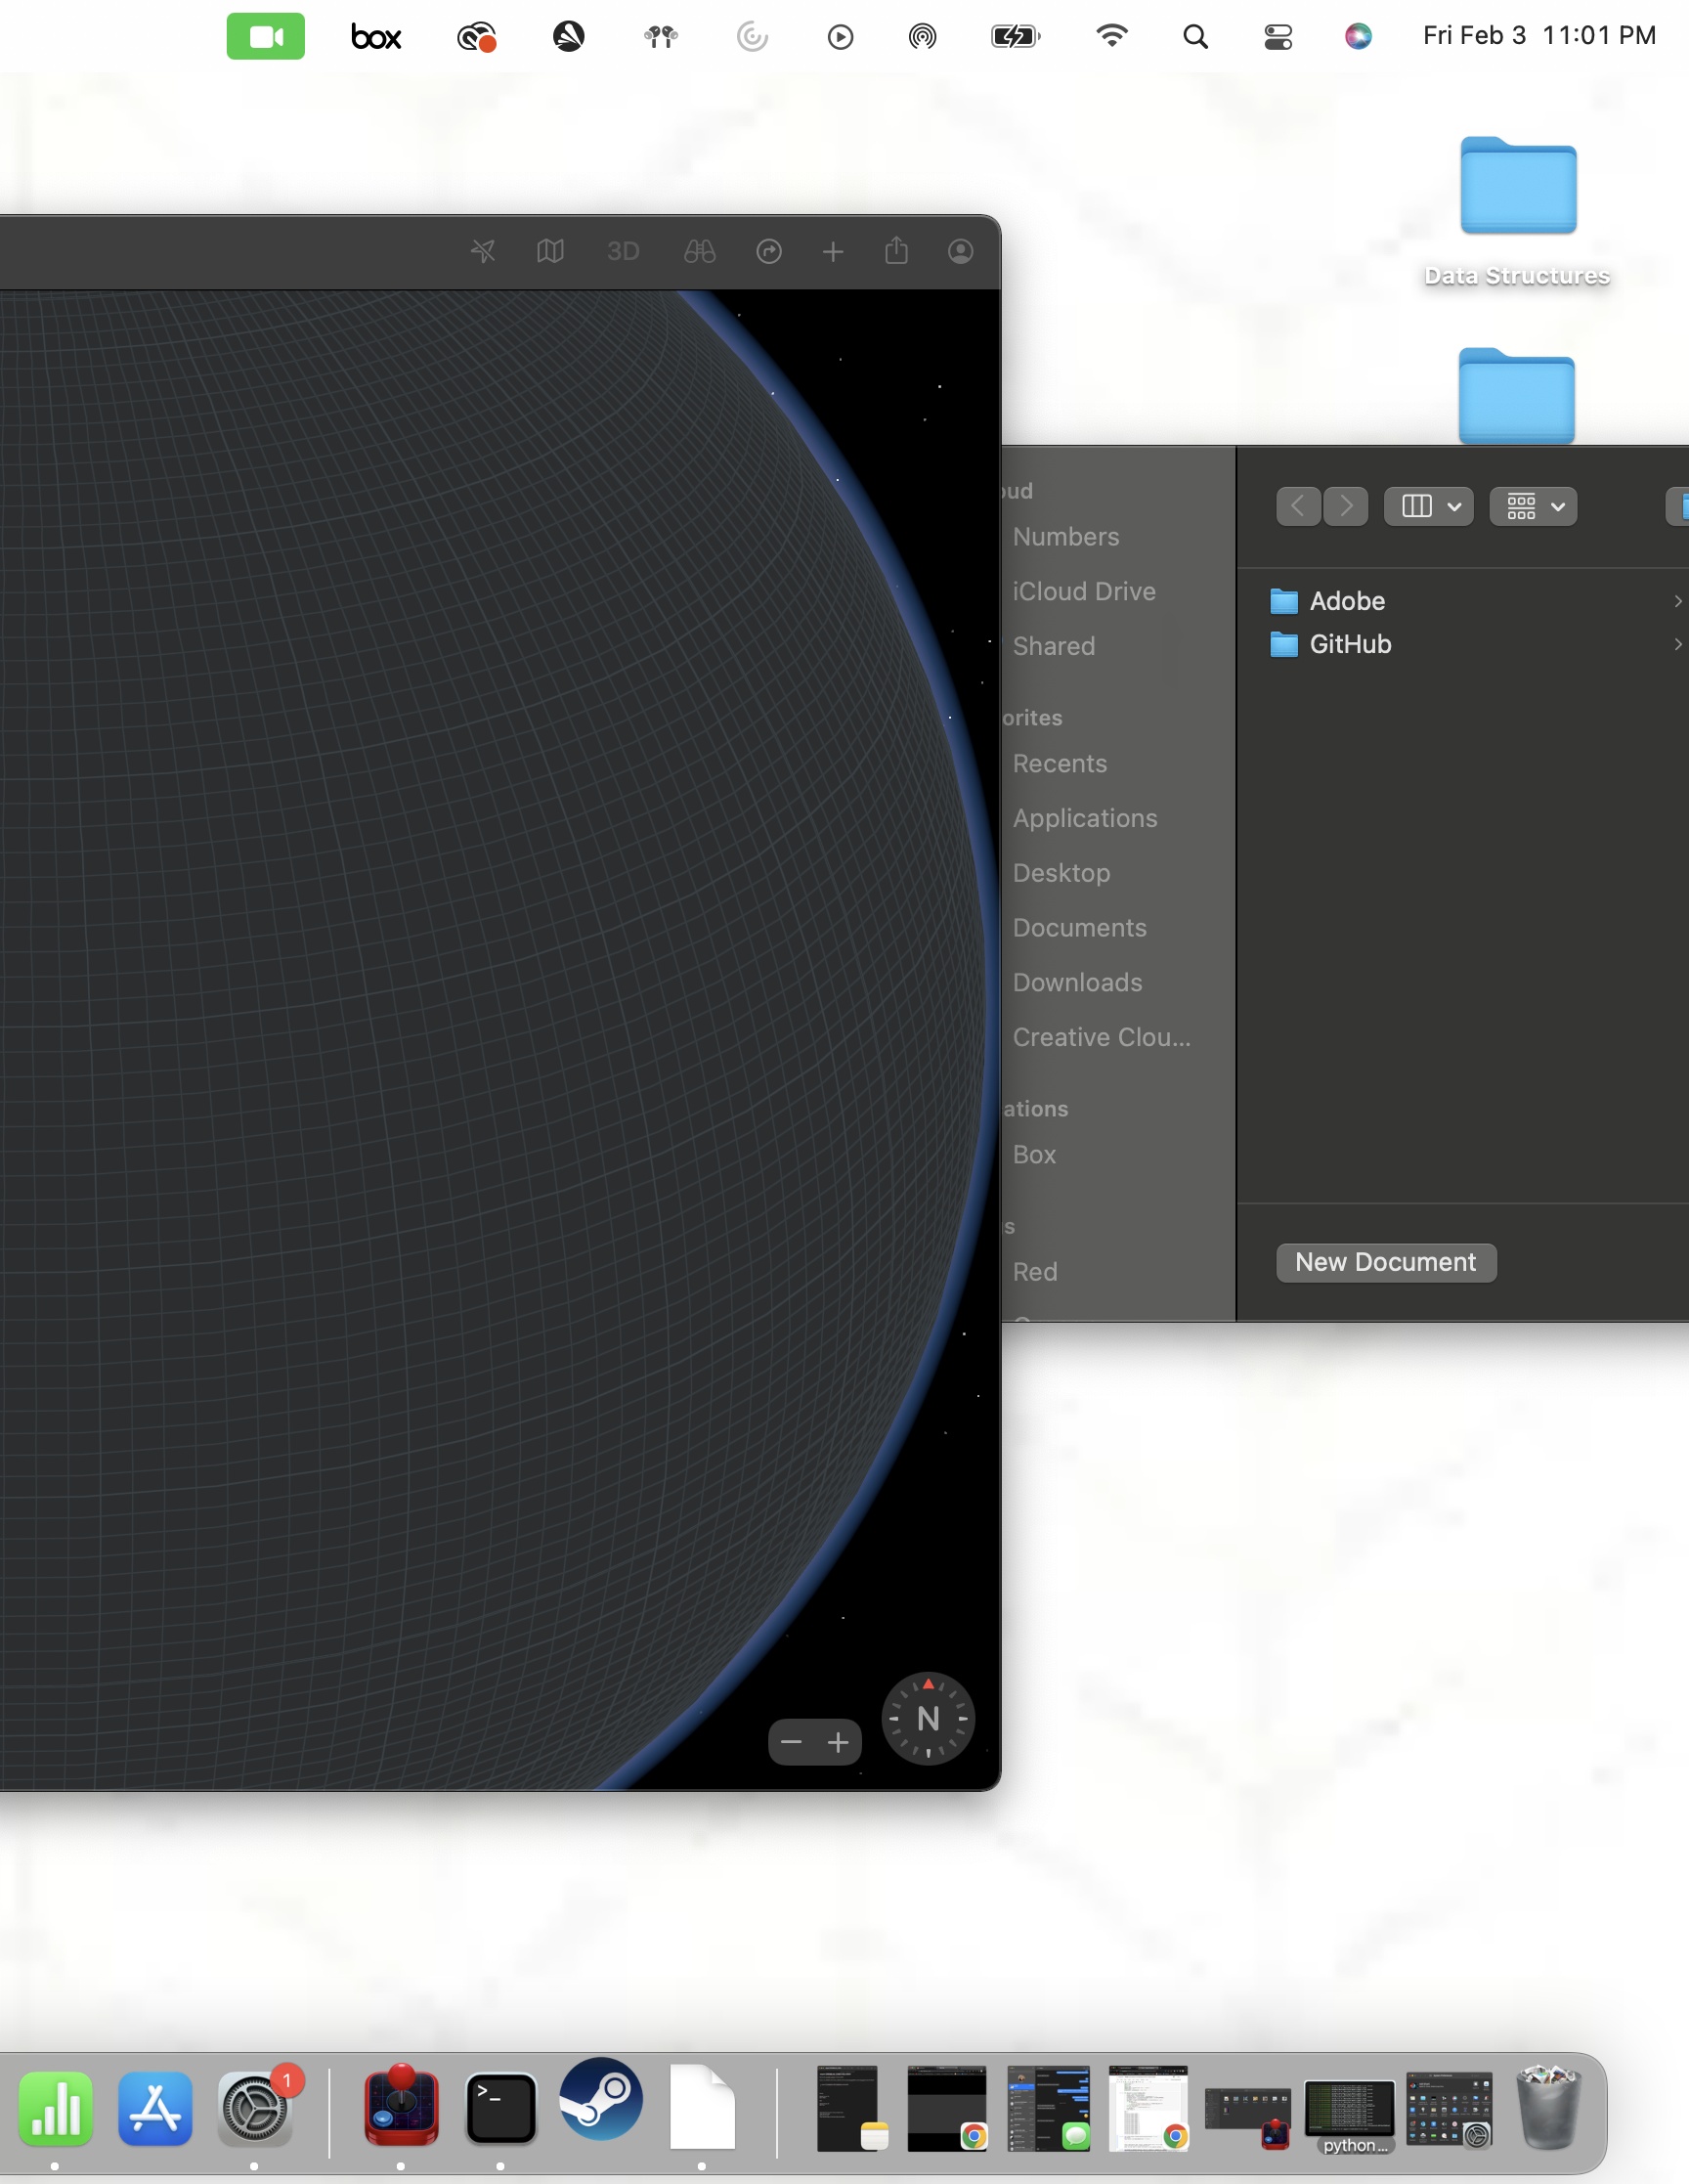 box
Fri Feb 3 11:01 PM
Data Structures
3D
oud
Numbers
iCloud Drive
Shared
orites
Recents
Applications
Desktop
Documents
Downloads
Creative Clou...
ations
Box
s
Red
Adobe
GitHub
New Document
N
1
>_
python...